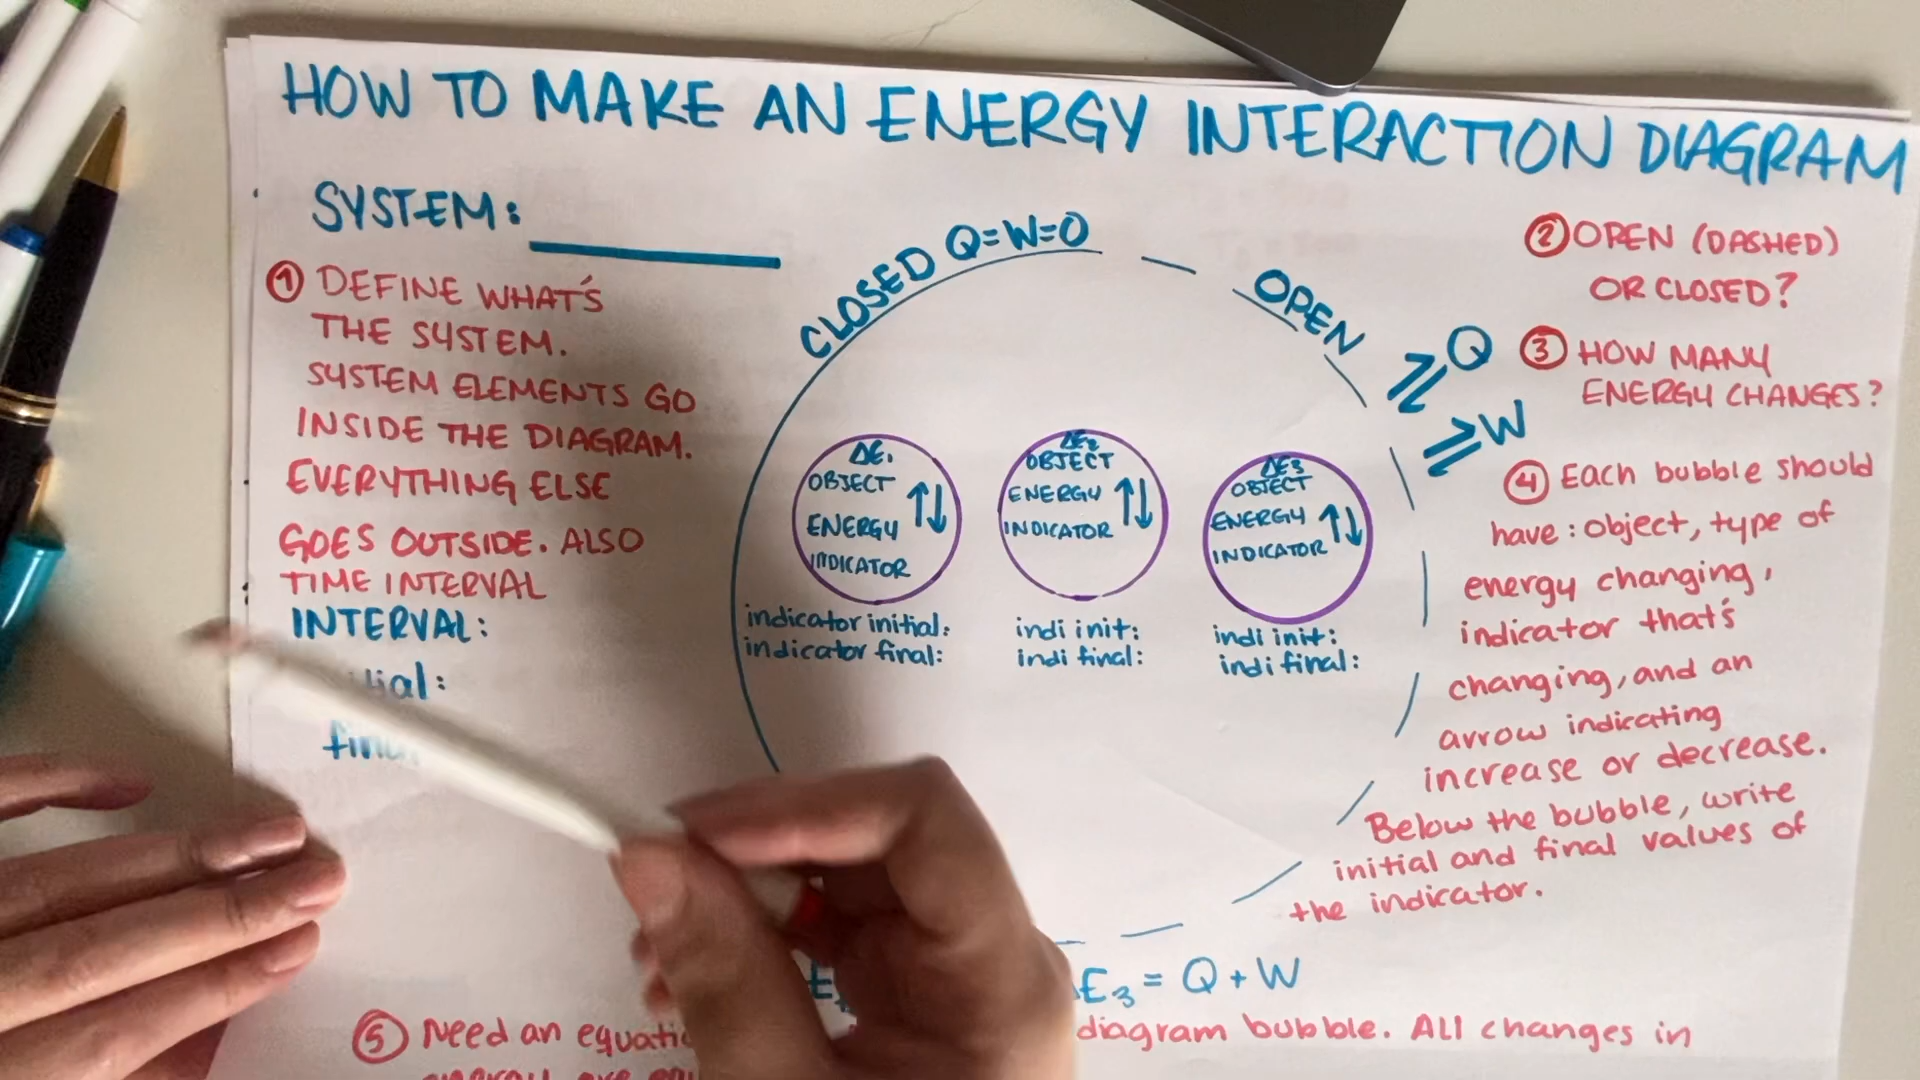 HOW TO MAKE AN ENERGY INTERACTION DIAGRAM
SYSTEM:
① DEFINE WHAT'S
THE SYSTEM.
SYSTEM ELEMENTS GO
INSIDE THE DIAGRAM.
EVERYTHING ELSE
GOES OUTSIDE. ALSO
TIME INTERVAL
INTERVAL:
CLOSED Q=W=0
OPEN
⇌ Q
⇌ W
ΔE₁
OBJECT
ENERGY ↑↓
INDICATOR
indicator initial:
indicator final:
ΔE₂
OBJECT
ENERGY ↑↓
INDICATOR
indi init:
indi final:
ΔE₃
OBJECT
ENERGY ↑↓
INDICATOR
indi init:
indi final:
② OPEN (DASHED)
OR CLOSED?
③ HOW MANY
ENERGY CHANGES?
④ Each bubble should
have: object, type of
energy changing,
indicator that's
changing, and an
arrow indicating
increase or decrease.
Below the bubble, write
initial and final values of
the indicator.
ΔE₃ = Q + W
⑤ Need an
diagram bubble. All changes in